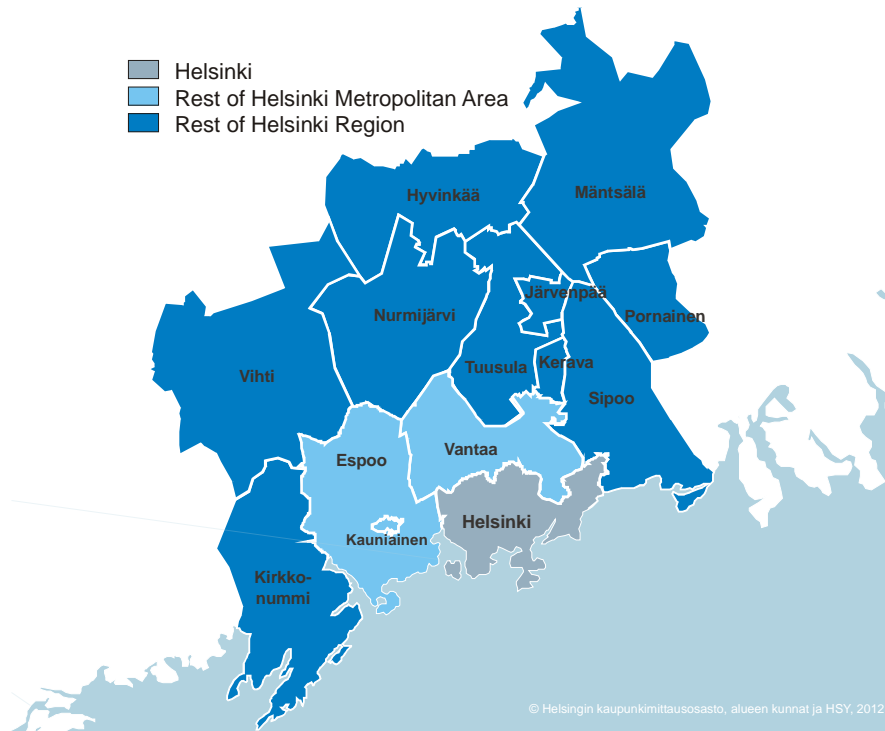 Helsinki
Rest of Helsinki Metropolitan Area
Rest of Helsinki Region
Hyvinkää
Mäntsälä
Järvenpää
Nurmijärvi
Pornainen
Tuusula
Kerava
Vihti
Sipoo
Espoo
Vantaa
Helsinki
Kauniainen
Kirkko-
nummi
© Helsingin kaupunkimittausosasto, alueen kunnat ja HSY, 2012